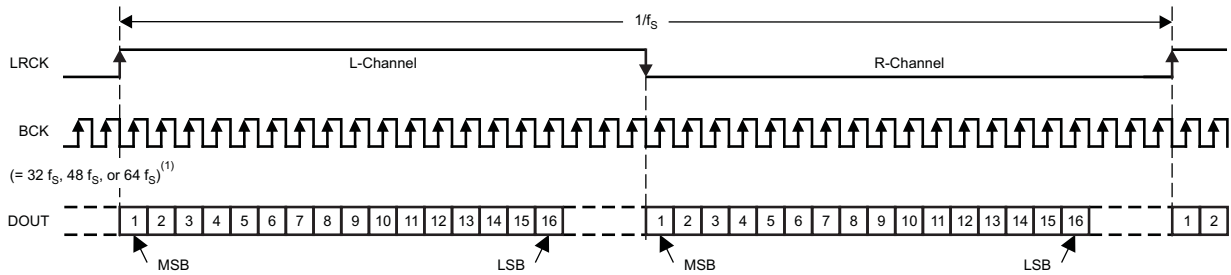 1/fS
LRCK L-Channel R-Channel
BCK
(= 32 fS, 48 fS, or 64 fS)(1)
DOUT 1 2 3 4 5 6 7 8 9 10 11 12 13 14 15 16 1 2 3 4 5 6 7 8 9 10 11 12 13 14 15 16 1 2
MSB LSB MSB LSB